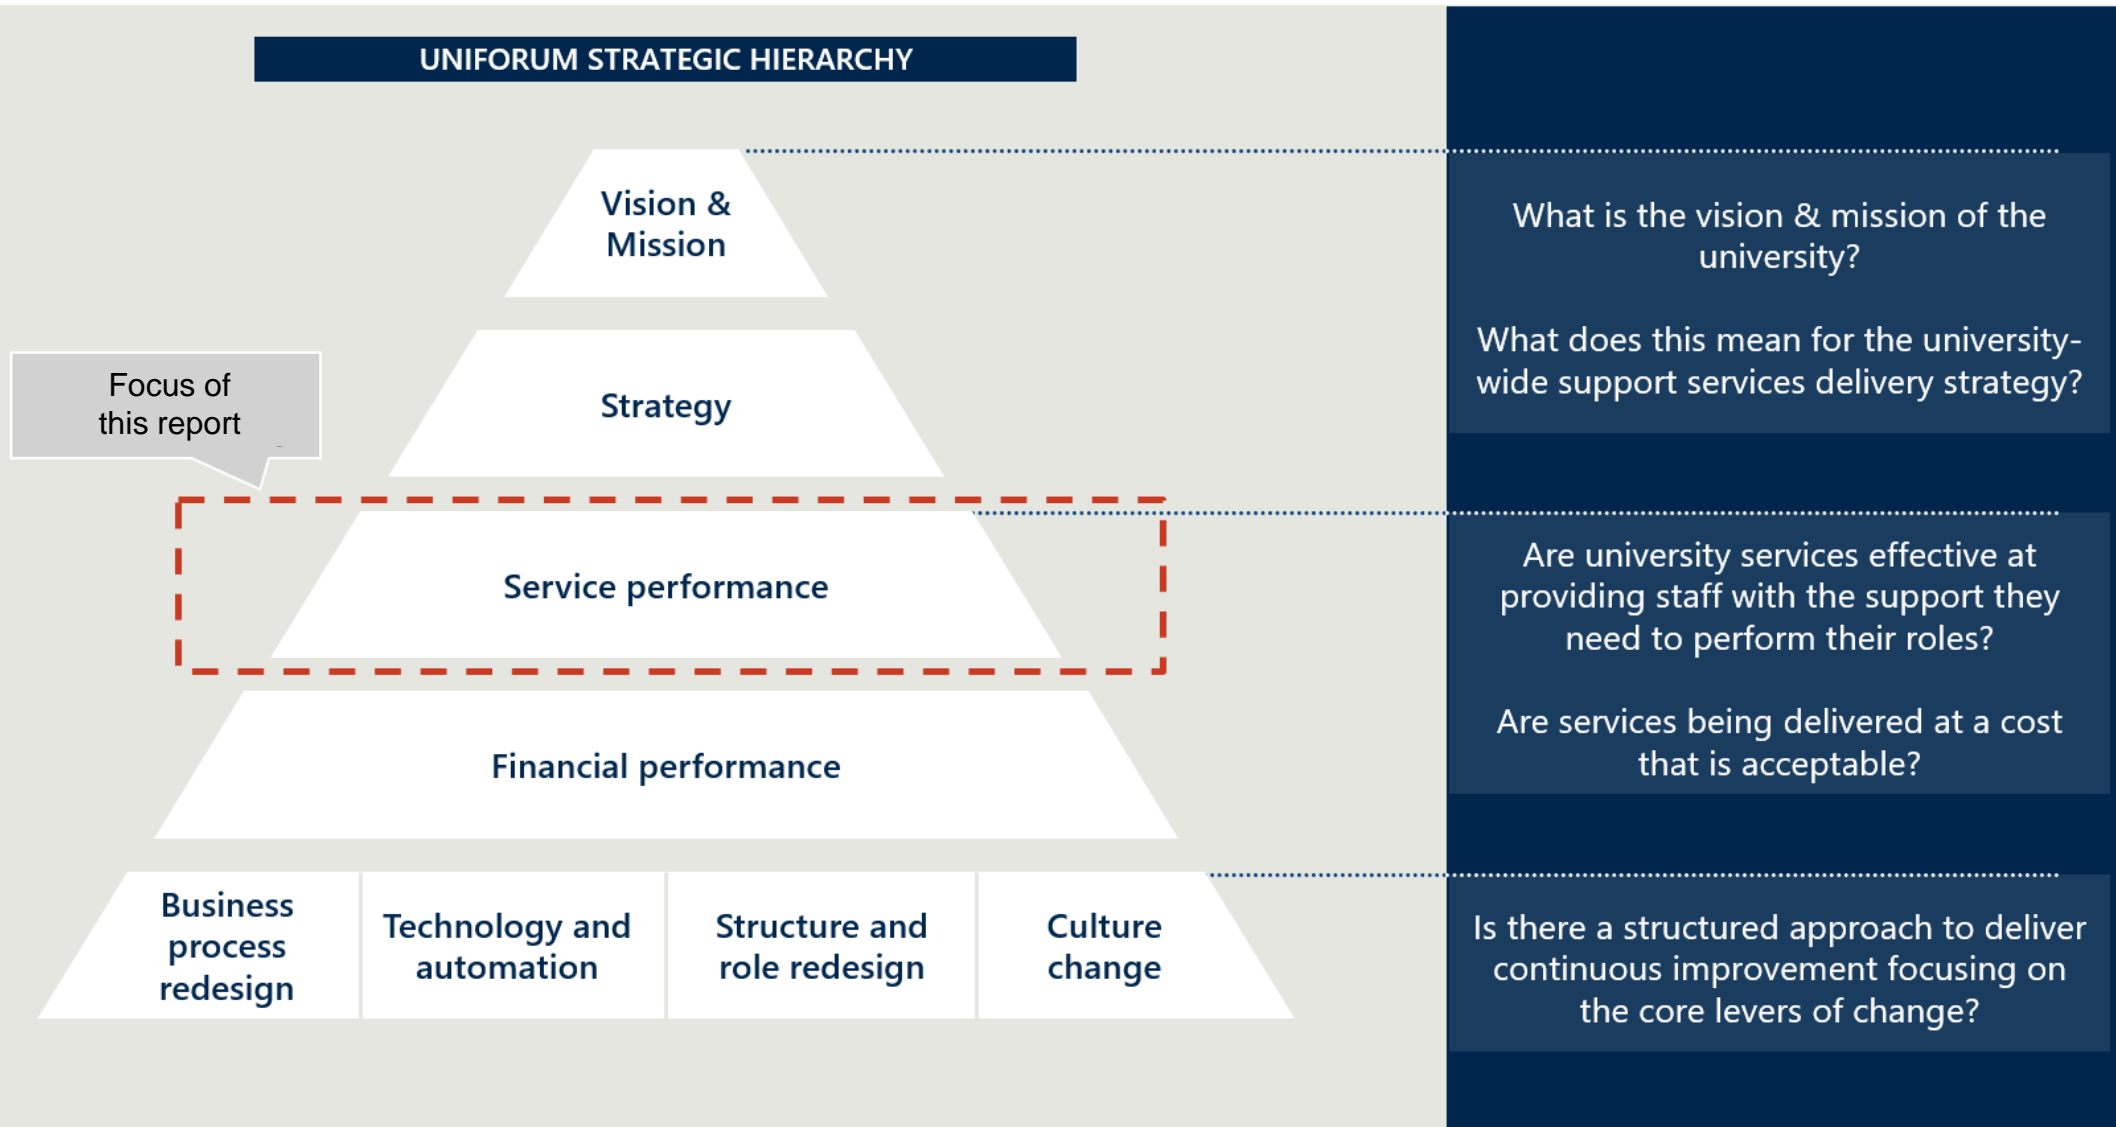 UNIFORUM STRATEGIC HIERARCHY
Vision &
Mission
What is the vision & mission of the
university?
What does this mean for the university-
wide support services delivery strategy?
Focus of
this report
Strategy
Service performance
Are university services effective at
providing staff with the support they
need to perform their roles?
Are services being delivered at a cost
that is acceptable?
Financial performance
Business
process
redesign
Technology and
automation
Structure and
role redesign
Culture
change
Is there a structured approach to deliver
continuous improvement focusing on
the core levers of change?